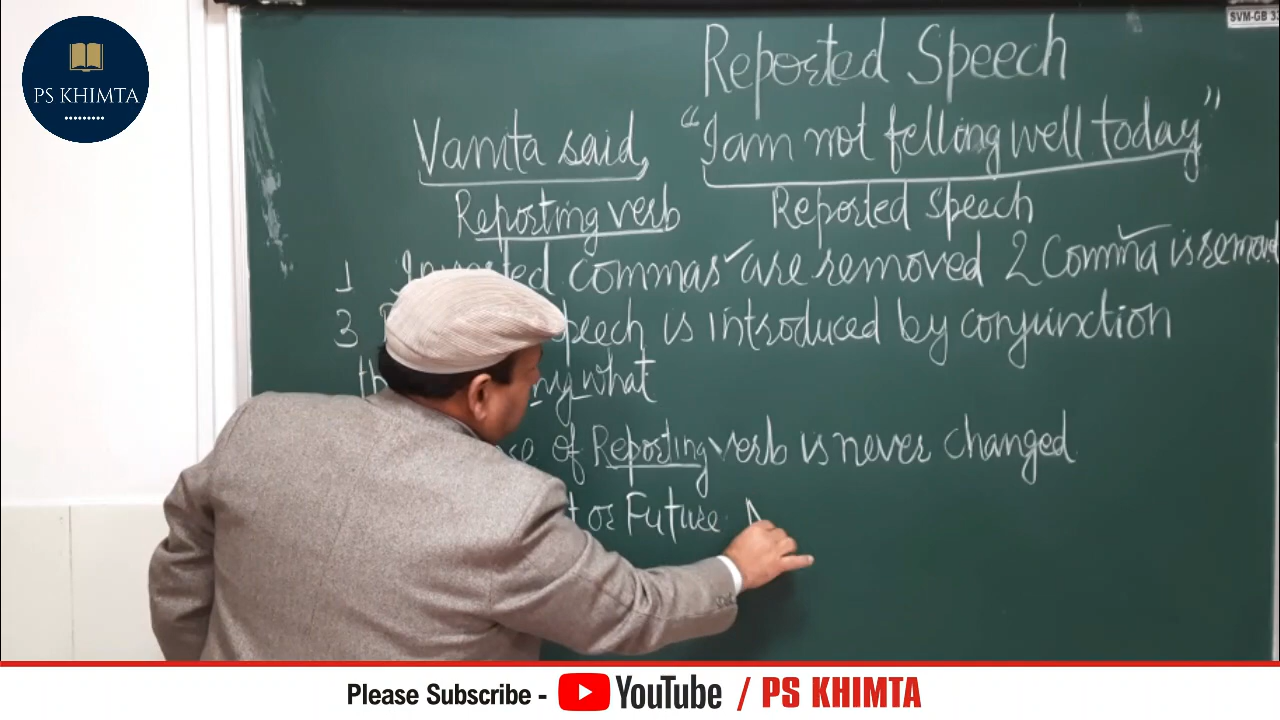 PS KHIMTA
SVM-GB
Reported Speech
Vanita said, "I am not felling well today"
Reporting verb Reported speech
1 commas are removed 2 Comma is
3 is introduced by conjunction
what
of Reporting verb is never changed
or Future.
Please Subscribe - YouTube / PS KHIMTA